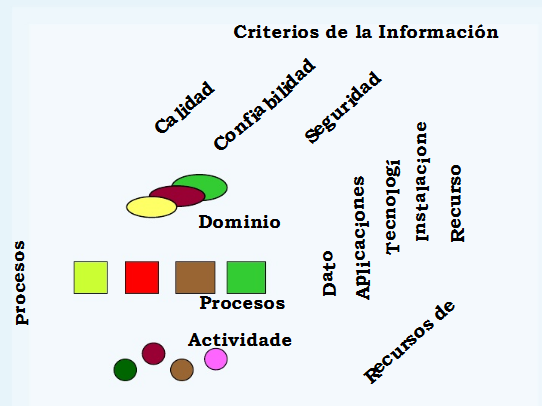 Criterios de la Información
Calidad
Confiabilidad
Seguridad
Dominio
Procesos
Procesos
Actividade
Dato
Aplicaciones
Tecnologí
Instalacione
Recurso
Recursos de